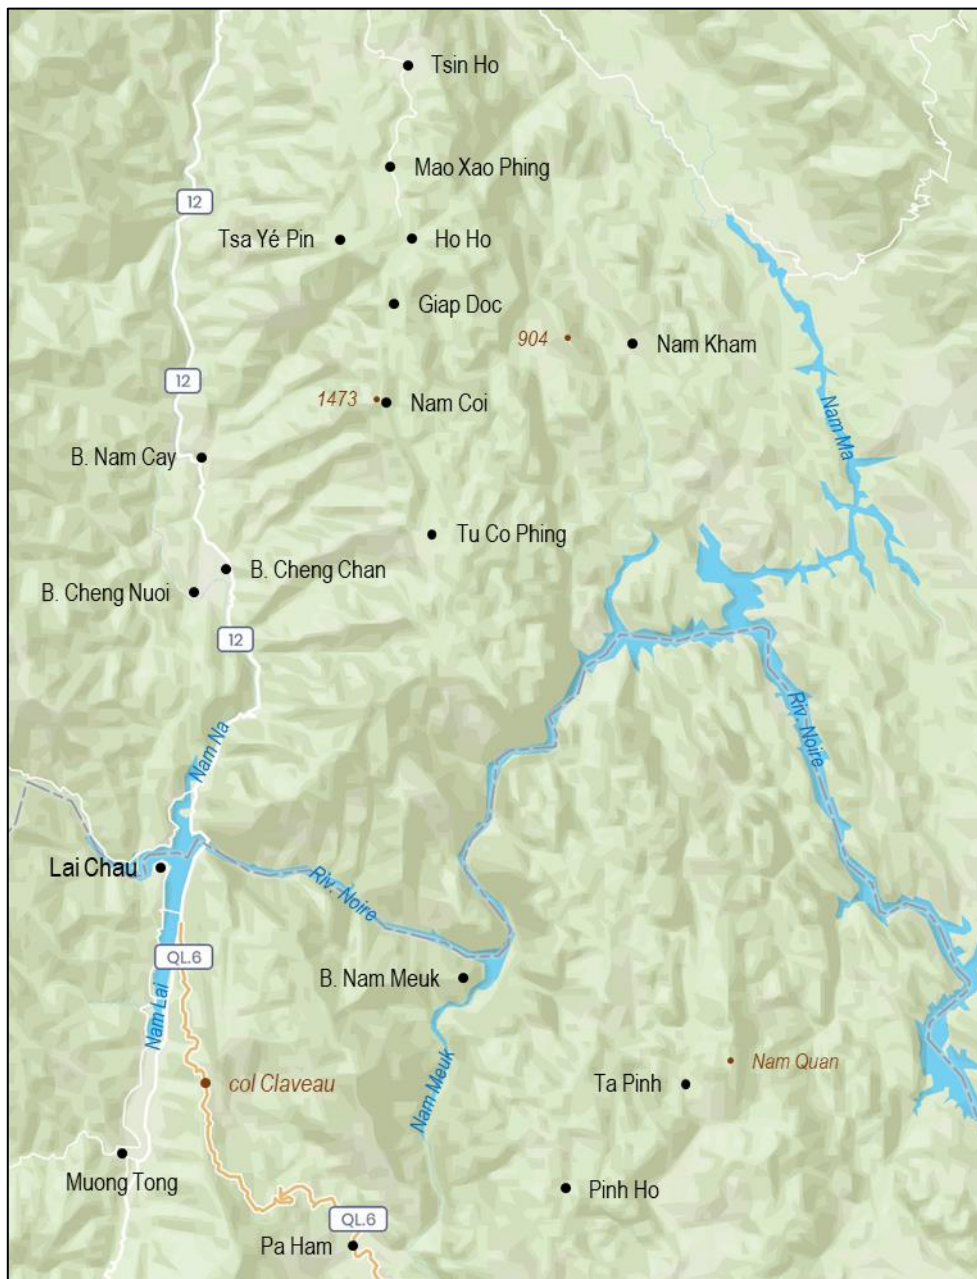 Tsin Ho
Mao Xao Phing
12
Tsa Yé Pin
Ho Ho
Giap Doc
904
Nam Kham
12
1473
Nam Coi
Nam Ma
B. Nam Cay
Tu Co Phing
B. Cheng Chan
B. Cheng Nuoi
12
Nam Na
Riv. Noire
Lai Chau
Riv. Noire
QL.6
B. Nam Meuk
Nam Lai
Nam Meuk
Nam Quan
col Claveau
Ta Pinh
Muong Tong
Pinh Ho
QL.6
Pa Ham